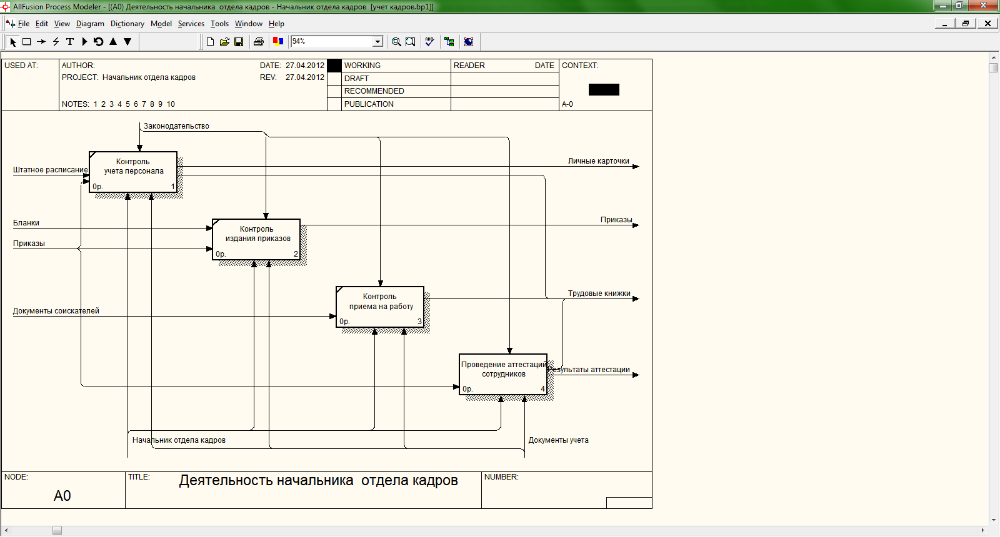 AllFusion Process Modeler - [(A0) Деятельность начальника  отдела кадров - Начальник отдела кадров  [учет кадров.bp1]]
File Edit View Diagram Dictionary Model Services Tools Window Help
94%
USED AT:
AUTHOR:
DATE: 27.04.2012
PROJECT: Начальник отдела кадров
REV: 27.04.2012
NOTES: 1 2 3 4 5 6 7 8 9 10
WORKING
DRAFT
RECOMMENDED
PUBLICATION
READER DATE
CONTEXT:
A-0
Законодательство
Контроль
учета персонала
0р. 1
Штатное расписание
Личные карточки
Бланки
Контроль
издания приказов
0р. 2
Приказы
Приказы
Контроль
приема на работу
0р. 3
Трудовые книжки
Документы соискателей
Проведение аттестаций
сотрудников
0р. 4
Результаты аттестации
Начальник отдела кадров
Документы учета
NODE:
A0
TITLE:
Деятельность начальника  отдела кадров
NUMBER: